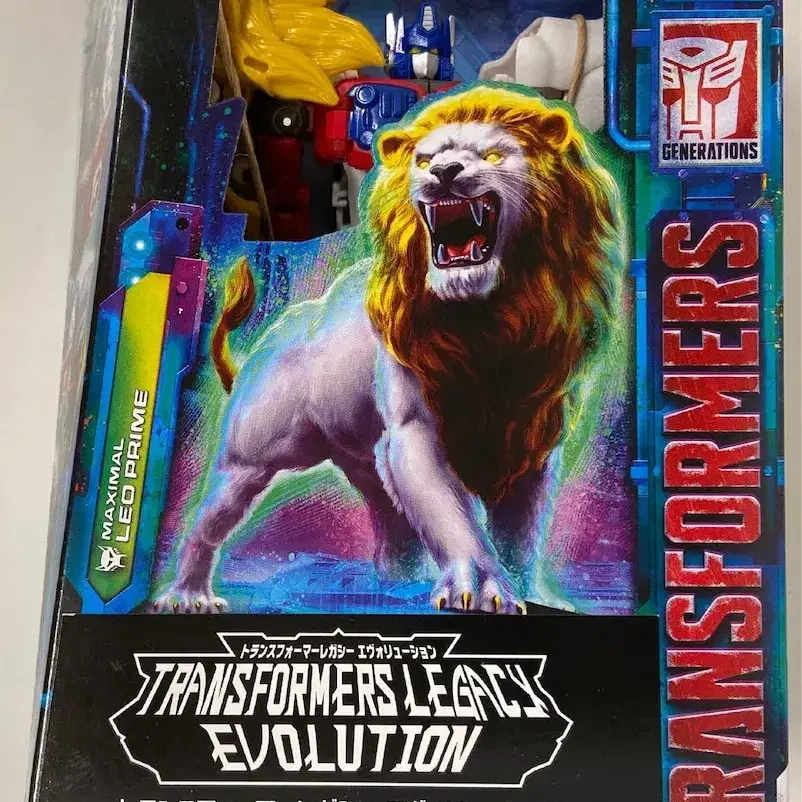 GENERATIONS
TRANSFORMERS
MAXIMAL
LEO PRIME
トランスフォーマーレガシー エヴォリューション
TRANSFORMERS LEGACY
EVOLUTION